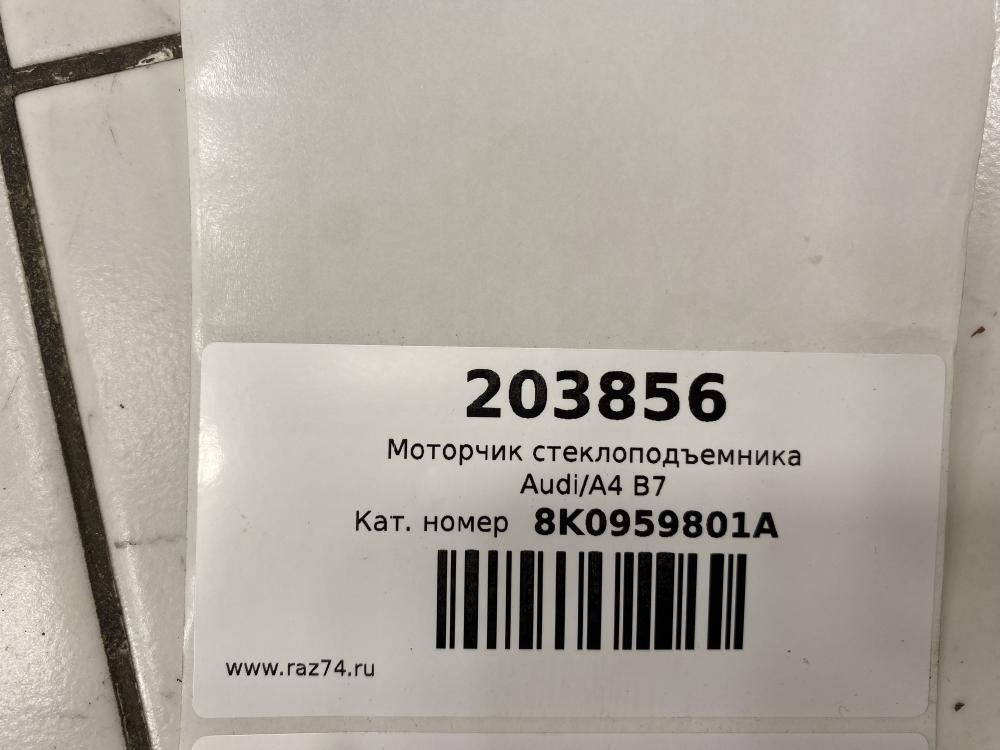 203856
Моторчик стеклоподъемника
Audi/A4 B7
Кат. номер 8K0959801A
www.raz74.ru